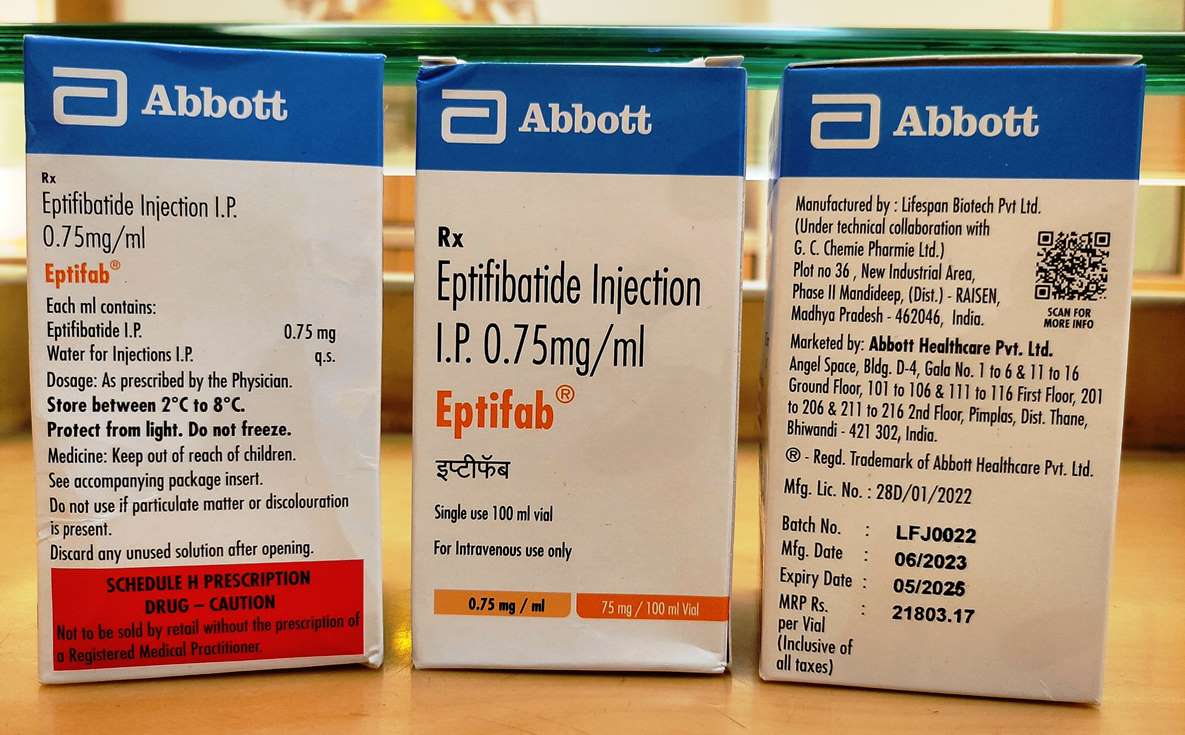 Abbott
Rx
Eptifibatide Injection I.P.
0.75mg/ml
Eptifab®
Each ml contains:
Eptifibatide I.P. 0.75 mg
Water for Injections I.P. q.s.
Dosage: As prescribed by the Physician.
Store between 2°C to 8°C.
Protect from light. Do not freeze.
Medicine: Keep out of reach of children.
See accompanying package insert.
Do not use if particulate matter or discolouration
is present.
Discard any unused solution after opening.
SCHEDULE H PRESCRIPTION
DRUG – CAUTION
Not to be sold by retail without the prescription of
a Registered Medical Practitioner.
Abbott
Rx
Eptifibatide Injection
I.P. 0.75mg/ml
Eptifab®
इप्टीफॅब
Single use 100 ml vial
For Intravenous use only
0.75 mg / ml 75 mg / 100 ml Vial
Abbott
Manufactured by : Lifespan Biotech Pvt Ltd.
(Under technical collaboration with
G. C. Chemie Pharmie Ltd.)
Plot no 36 , New Industrial Area,
Phase II Mandideep, (Dist.) - RAISEN,
Madhya Pradesh - 462046, India.
SCAN FOR
MORE INFO
Marketed by: Abbott Healthcare Pvt. Ltd.
Angel Space, Bldg. D-4, Gala No. 1 to 6 & 11 to 16
Ground Floor, 101 to 106 & 111 to 116 First Floor, 201
to 206 & 211 to 216 2nd Floor, Pimplas, Dist. Thane,
Bhiwandi - 421 302, India.
® - Regd. Trademark of Abbott Healthcare Pvt. Ltd.
Mfg. Lic. No. : 28D/01/2022
Batch No. : LFJ0022
Mfg. Date : 06/2023
Expiry Date : 05/2025
MRP Rs. : 21803.17
per Vial
(Inclusive of
all taxes)